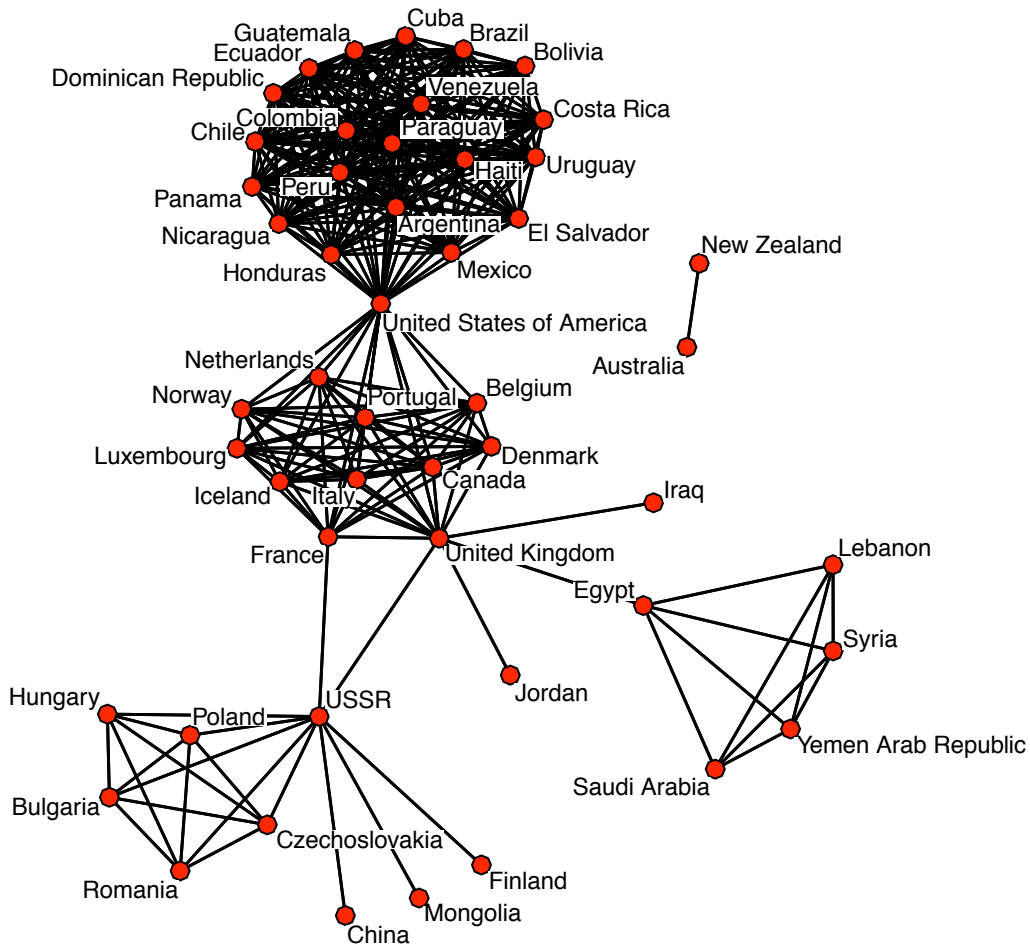 Cuba
Guatemala
Brazil
Ecuador
Bolivia
Dominican Republic
Venezuela
Costa Rica
Colombia
Paraguay
Chile
Uruguay
Haiti
Peru
Panama
Argentina
El Salvador
Nicaragua
New Zealand
Honduras
Mexico
United States of America
Netherlands
Australia
Belgium
Norway
Portugal
Luxembourg
Denmark
Canada
Iceland
Italy
Iraq
France
United Kingdom
Lebanon
Egypt
Syria
Jordan
Hungary
USSR
Poland
Yemen Arab Republic
Saudi Arabia
Bulgaria
Czechoslovakia
Finland
Romania
Mongolia
China